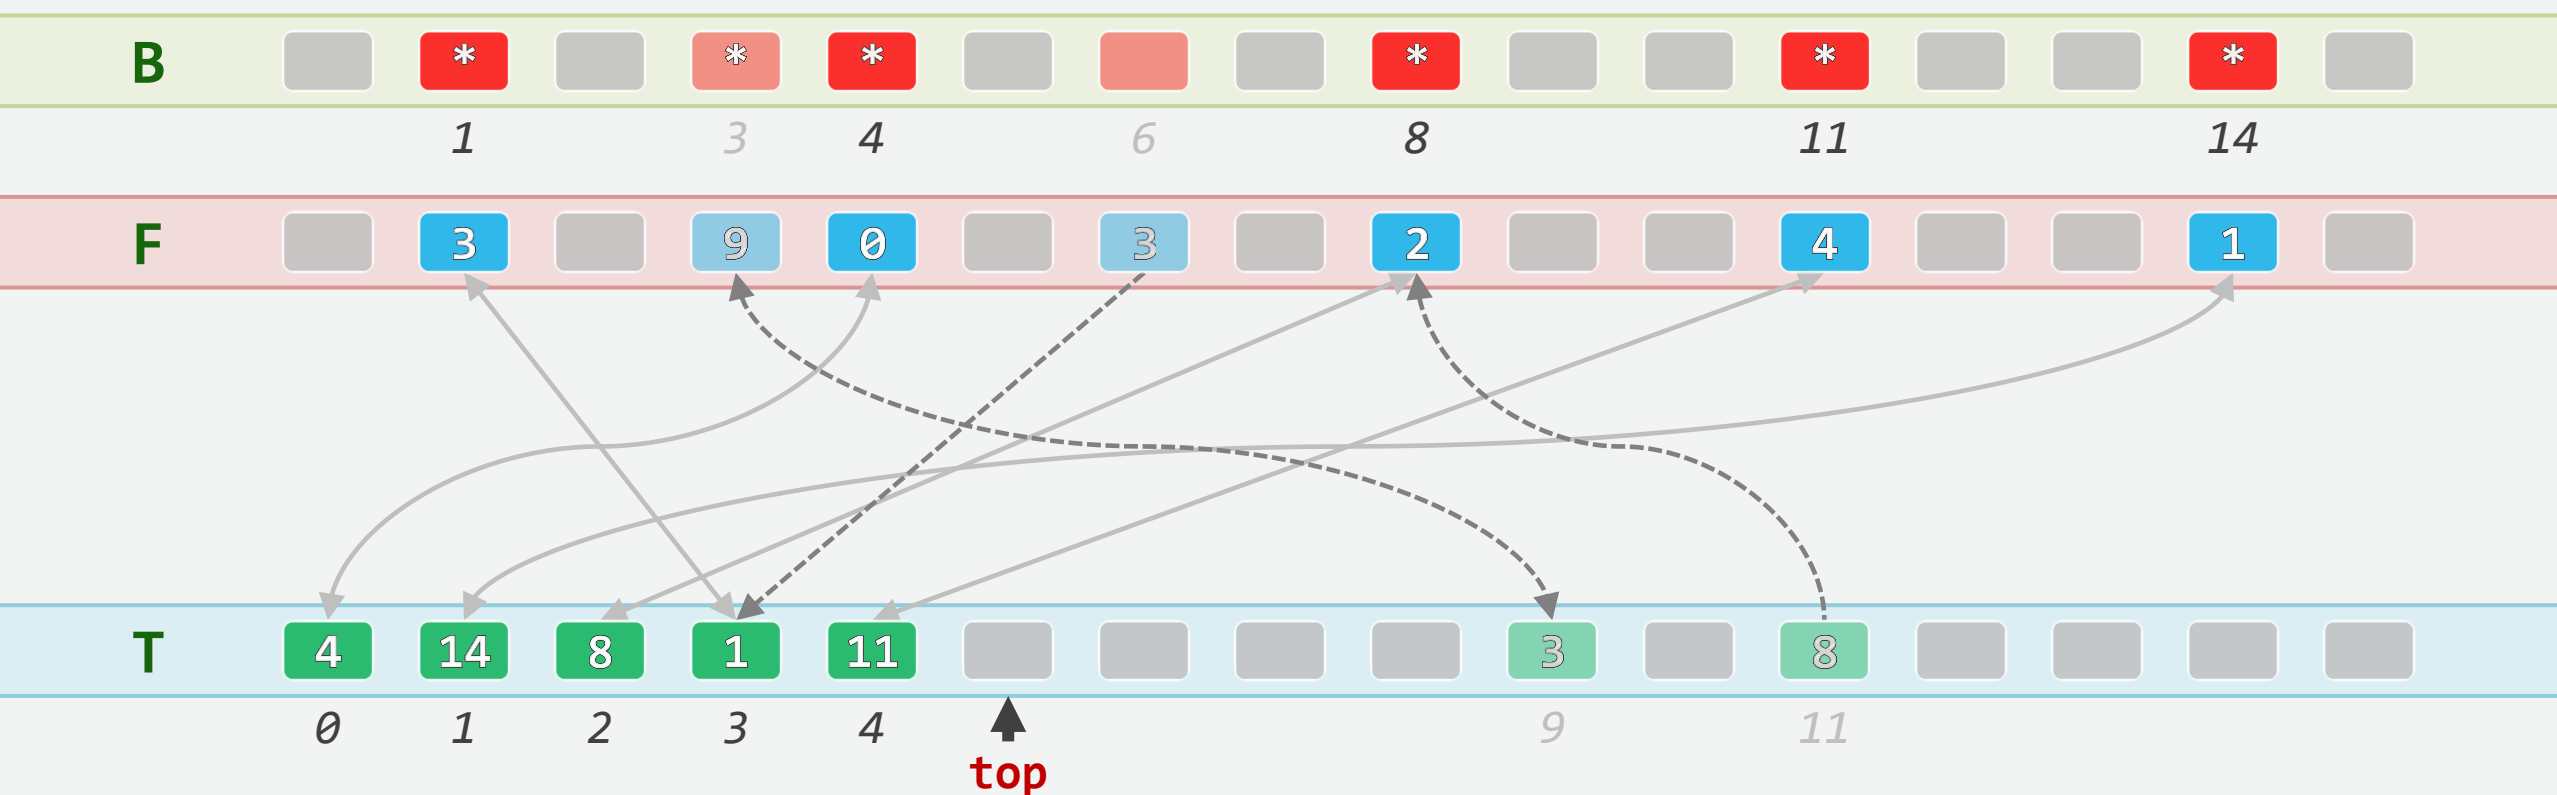 B * * * * * *
1 3 4 6 8 11 14
F 3 9 0 3 2 4 1
T 4 14 8 1 11 3 8
0 1 2 3 4 9 11
top